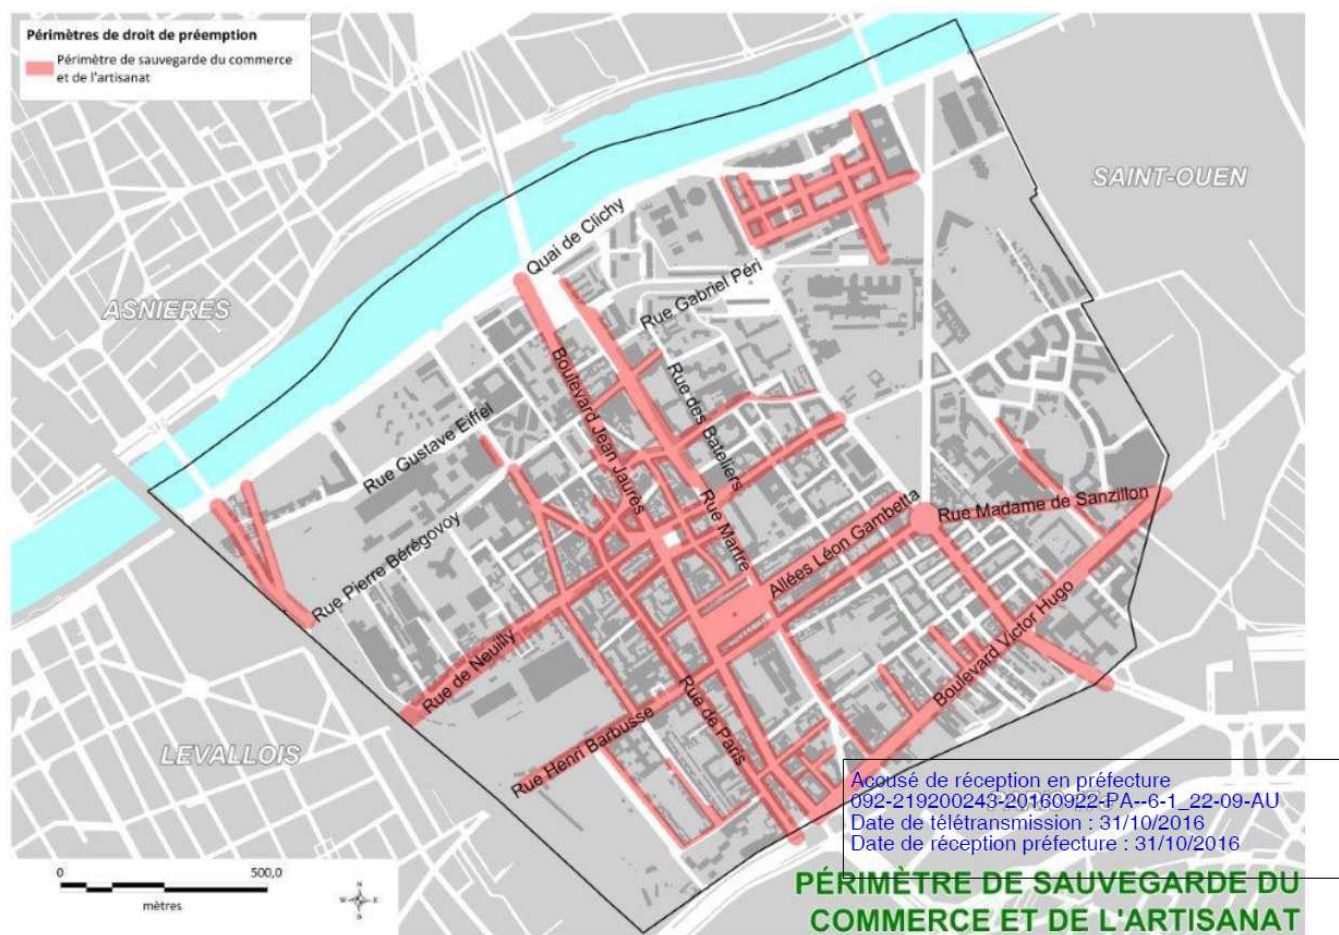 Périmètres de droit de préemption
Périmètre de sauvegarde du commerce
et de l'artisanat
SAINT-OUEN
Quai de Clichy
ASNIERES
Rue Gabriel Péri
Boulevard Jean Jaurès
Rue des Bateliers
Rue Gustave Eiffel
Rue Martre
Rue Madame de Sanzillon
Allées Léon Gambetta
Rue Pierre Bérégovoy
Boulevard Victor Hugo
Rue de Neuilly
Rue de Paris
Rue Henri Barbusse
LEVALLOIS
Acousé de réception en préfecture
092-219200243-20160922-PA--6-1_22-09-AU
Date de télétransmission : 31/10/2016
Date de réception préfecture : 31/10/2016
0 500,0
mètres
N
W E
S
PÉRIMÈTRE DE SAUVEGARDE DU
COMMERCE ET DE L'ARTISANAT